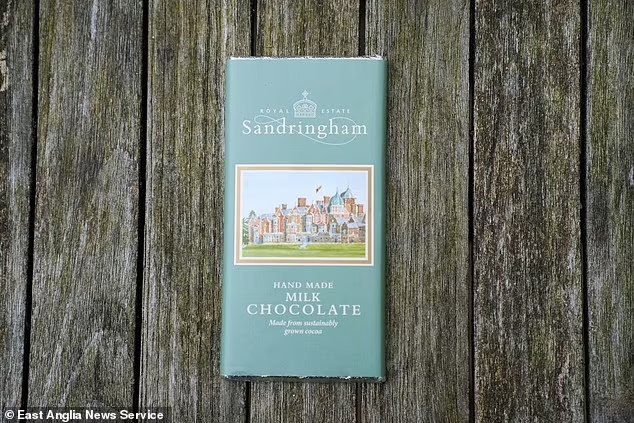 ROYAL ESTATE
Sandringham
HAND MADE
MILK
CHOCOLATE
Made from sustainably
grown cocoa
© East Anglia News Service